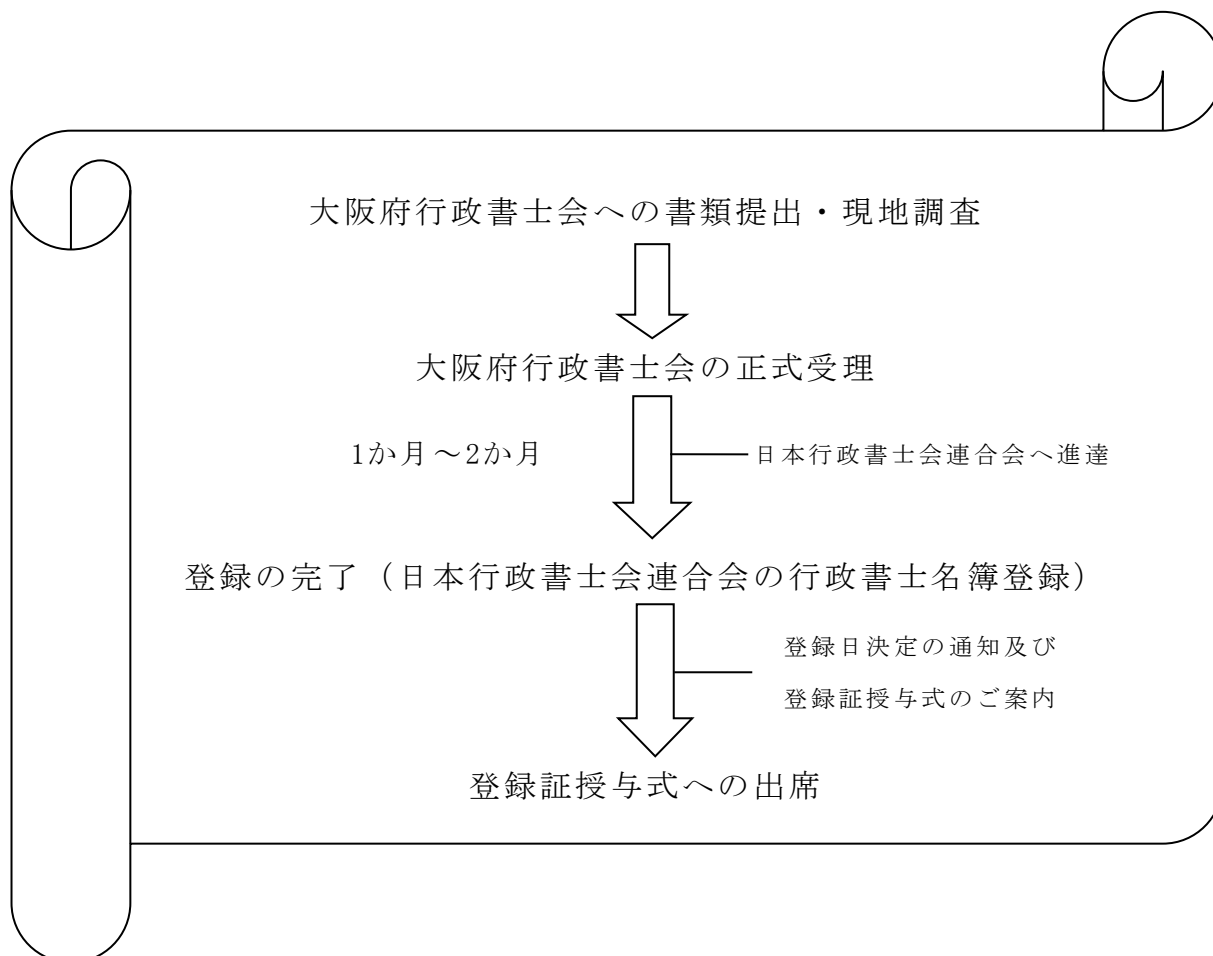 大阪府行政書士会への書類提出・現地調査
大阪府行政書士会の正式受理
1か月～2か月
日本行政書士会連合会へ進達
登録の完了（日本行政書士会連合会の行政書士名簿登録）
登録日決定の通知及び
登録証授与式のご案内
登録証授与式への出席